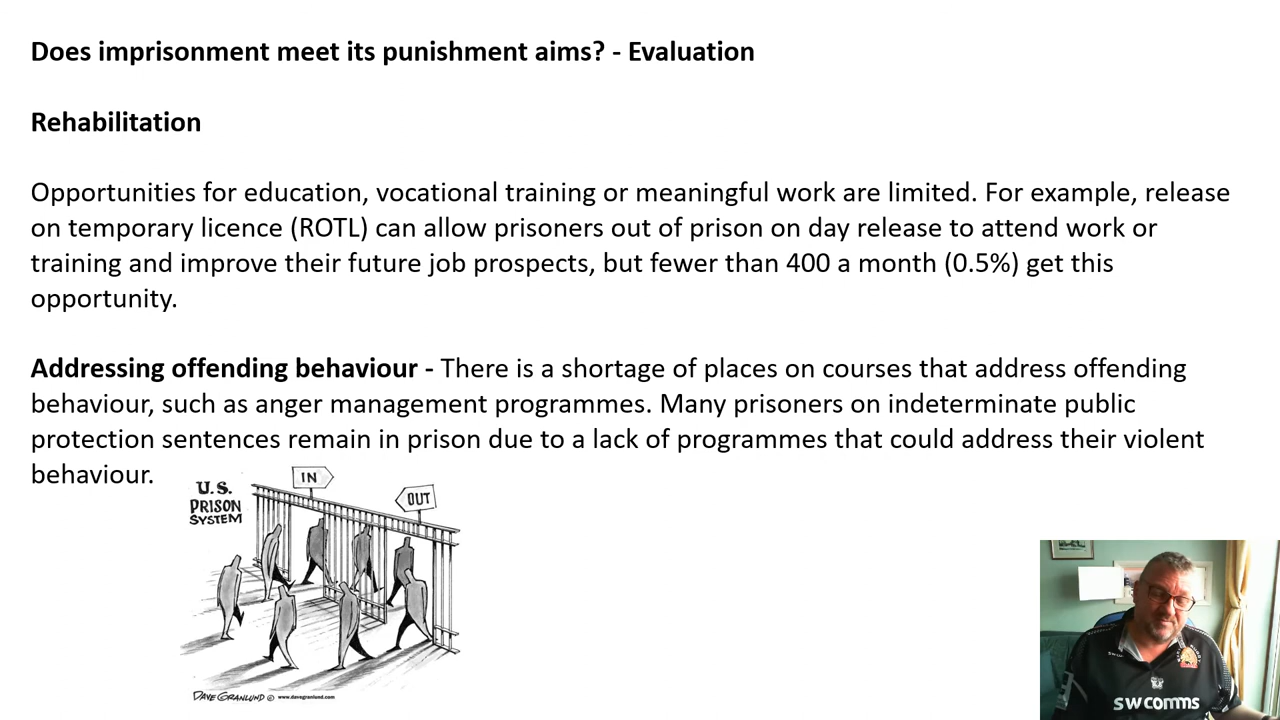 Does imprisonment meet its punishment aims? - Evaluation
Rehabilitation
Opportunities for education, vocational training or meaningful work are limited. For example, release
on temporary licence (ROTL) can allow prisoners out of prison on day release to attend work or
training and improve their future job prospects, but fewer than 400 a month (0.5%) get this
opportunity.
Addressing offending behaviour - There is a shortage of places on courses that address offending
behaviour, such as anger management programmes. Many prisoners on indeterminate public
protection sentences remain in prison due to a lack of programmes that could address their violent
behaviour.
U.S.
PRISON
SYSTEM
IN
OUT
DAVE GRANLUND © www.davegranlund.com
sw comms